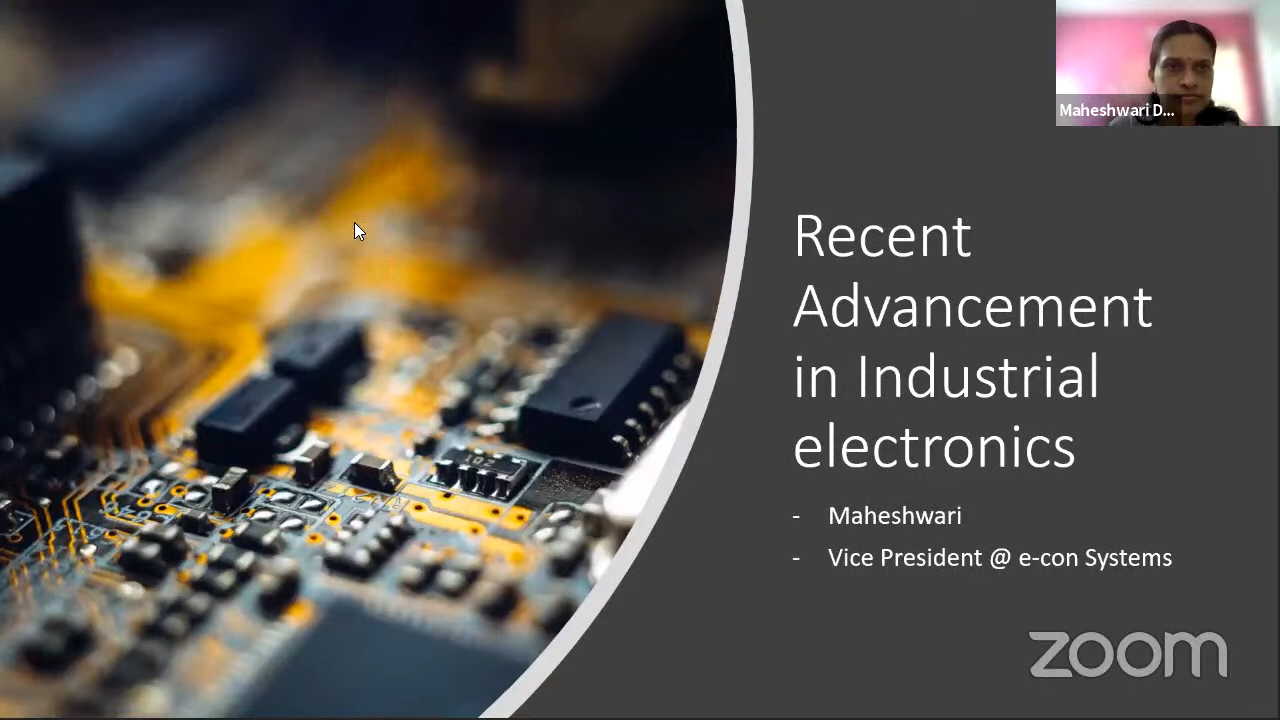 Maheshwari D...
Recent
Advancement
in Industrial
electronics
- Maheshwari
- Vice President @ e-con Systems
zoom